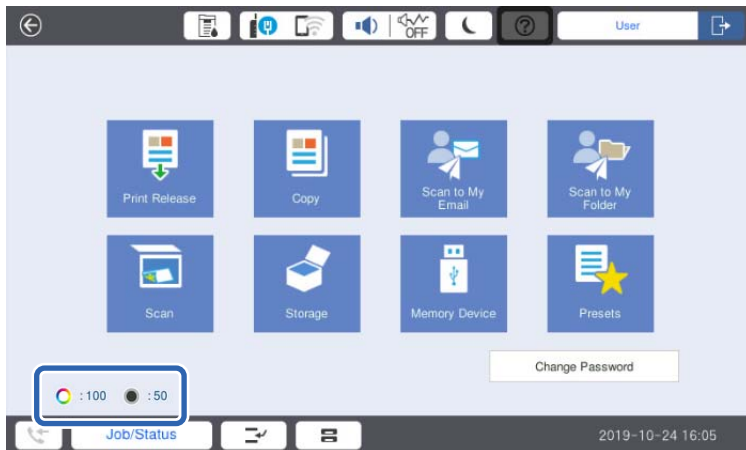 OFF
User
Print Release
Copy
Scan to My
Email
Scan to My
Folder
Scan
Storage
Memory Device
Presets
Change Password
: 100
: 50
Job/Status
2019-10-24 16:05